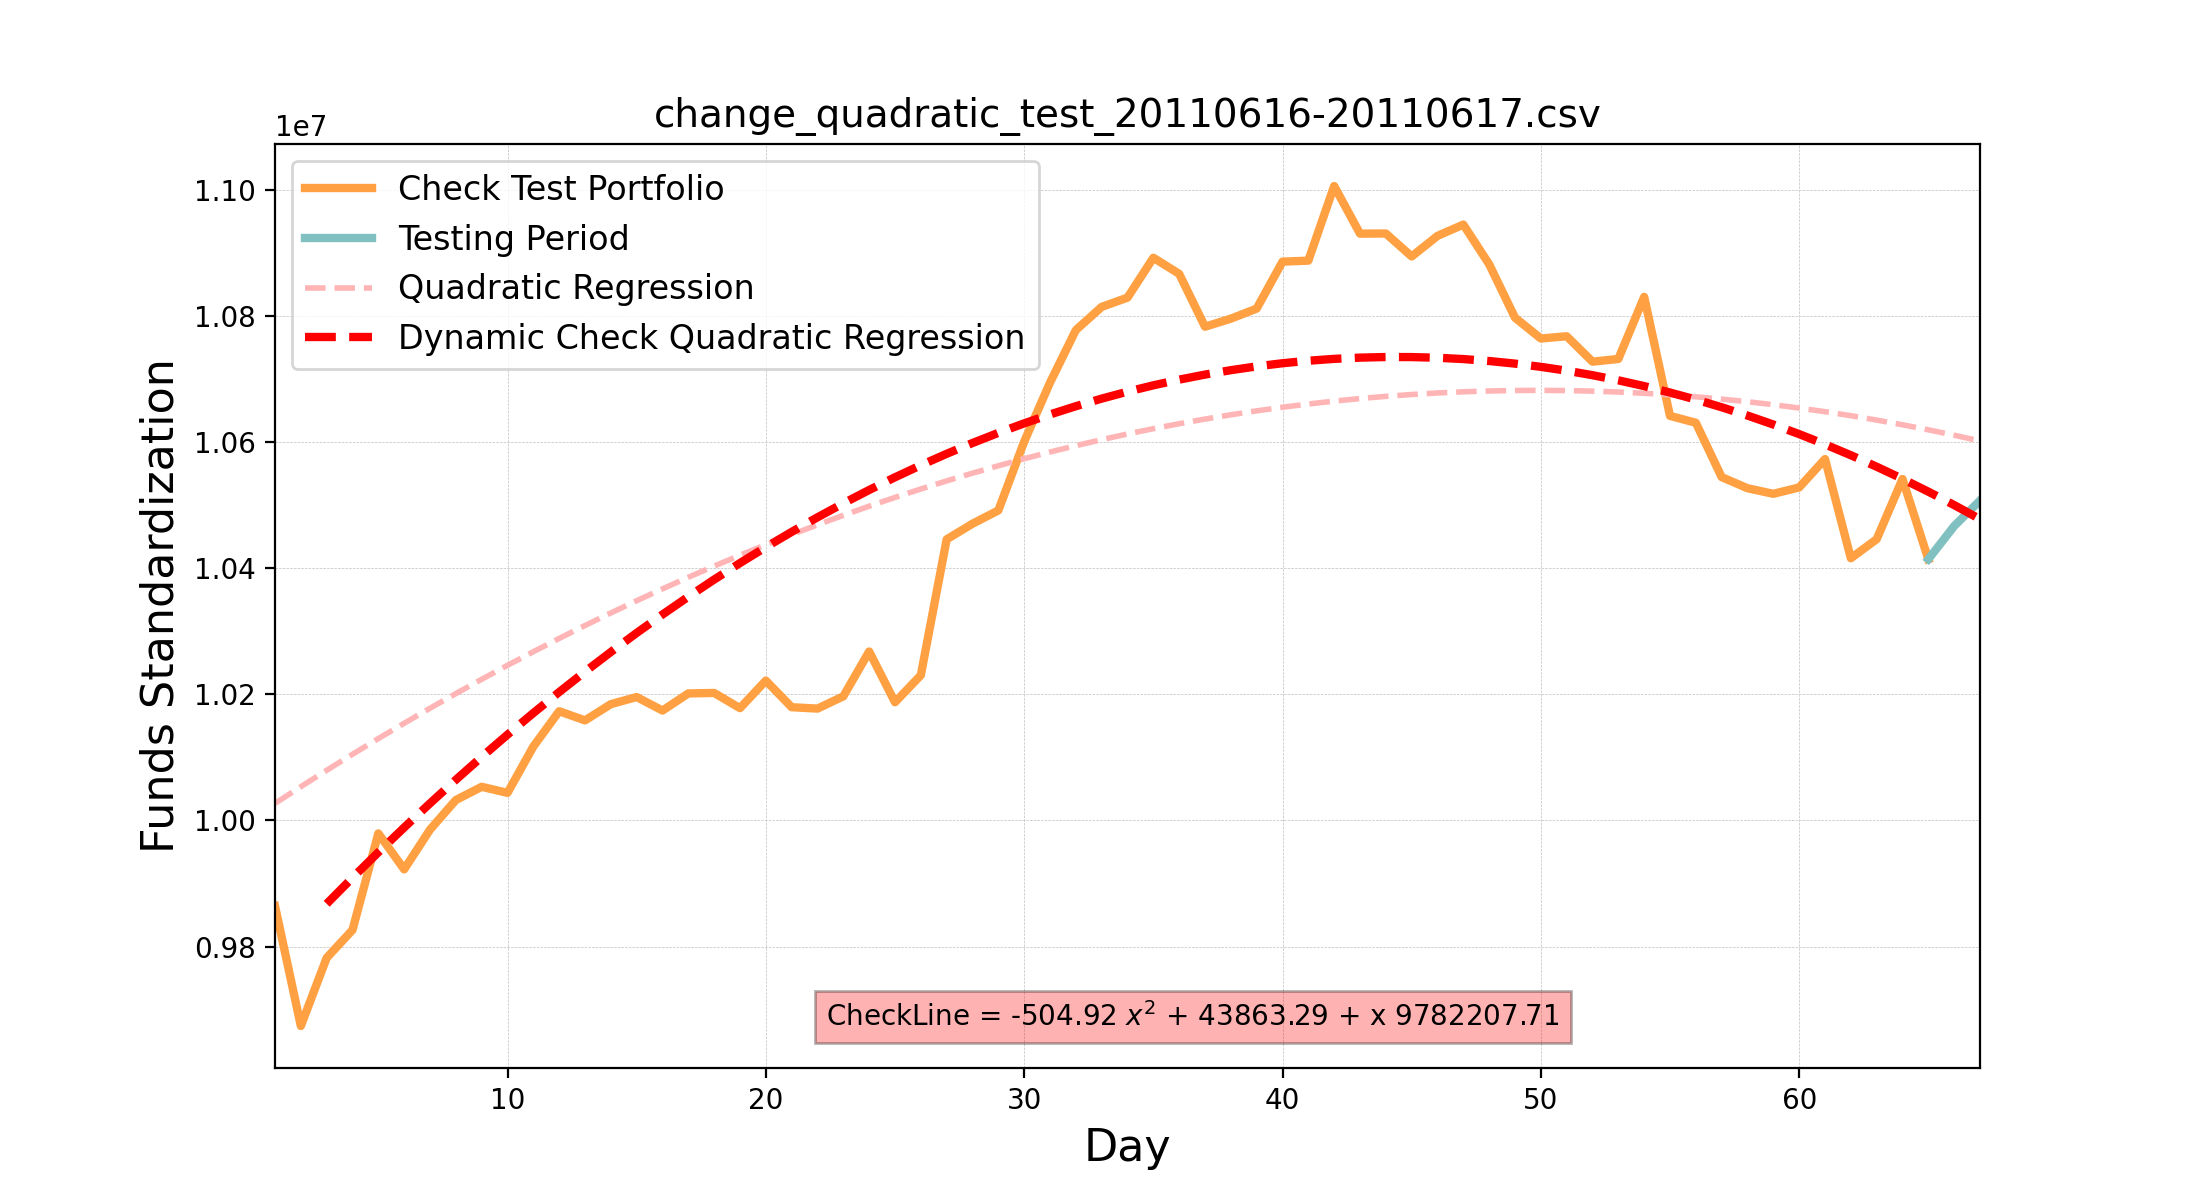 change_quadratic_test_20110616-20110617.csv
1e7
Check Test Portfolio
Testing Period
Quadratic Regression
Dynamic Check Quadratic Regression
1.10
1.08
1.06
1.04
1.02
1.00
0.98
Funds Standardization
CheckLine = -504.92 x² + 43863.29 + x 9782207.71
10 20 30 40 50 60
Day